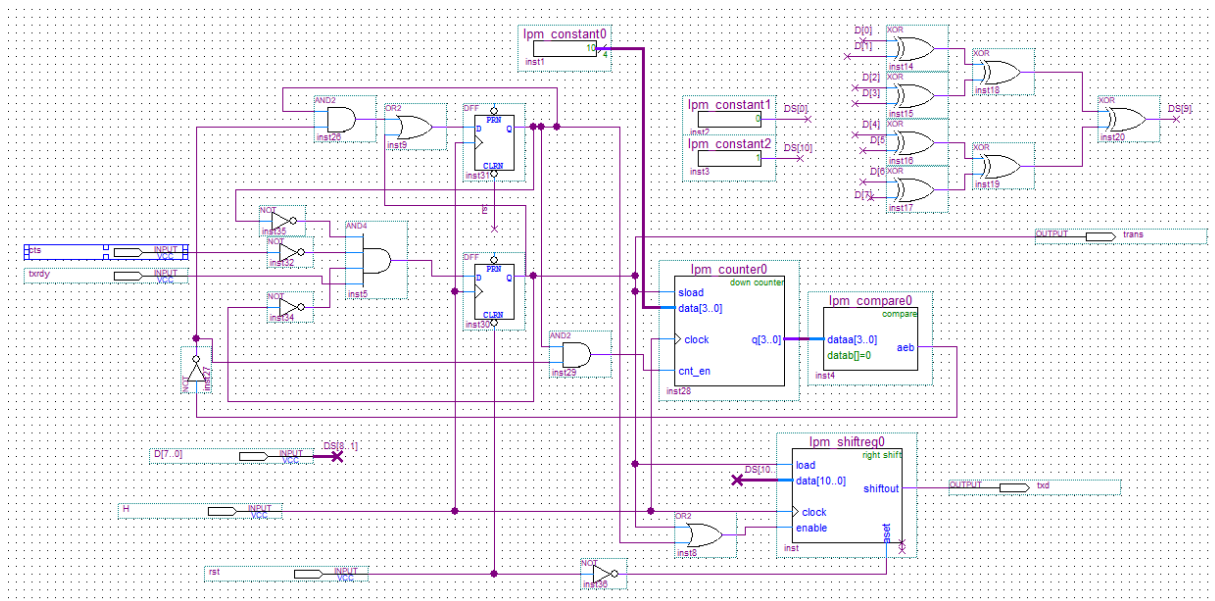 lpm_constant0
10
4
inst1
D[0]
D[1]
XOR
inst14
D[2]
D[3]
XOR
inst15
XOR
inst18
D[4]
D[5]
XOR
inst16
D[6]
D[7]
XOR
inst17
XOR
inst19
XOR
inst20
DS[9]
lpm_constant1
0
inst2
DS[0]
lpm_constant2
1
inst3
DS[10]
AND2
inst26
OR2
inst9
DFF
PRN
D
Q
CLRN
inst31
rst
NOT
inst35
NOT
inst32
NOT
inst34
AND4
inst5
cts
INPUT
VCC
txrdy
INPUT
VCC
DFF
PRN
D
Q
CLRN
inst30
OUTPUT
trans
lpm_counter0
down counter
sload
data[3..0]
clock
q[3..0]
cnt_en
inst28
lpm_compare0
compare
dataa[3..0]
aeb
datab[]=0
inst4
AND2
inst29
NOT
inst27
D[7..0]
INPUT
VCC
DS[8..1]
lpm_shiftreg0
right shift
load
DS[10..
data[10..0]
shiftout
clock
enable
aset
inst
OUTPUT
txd
H
INPUT
VCC
OR2
inst8
rst
INPUT
VCC
NOT
inst36